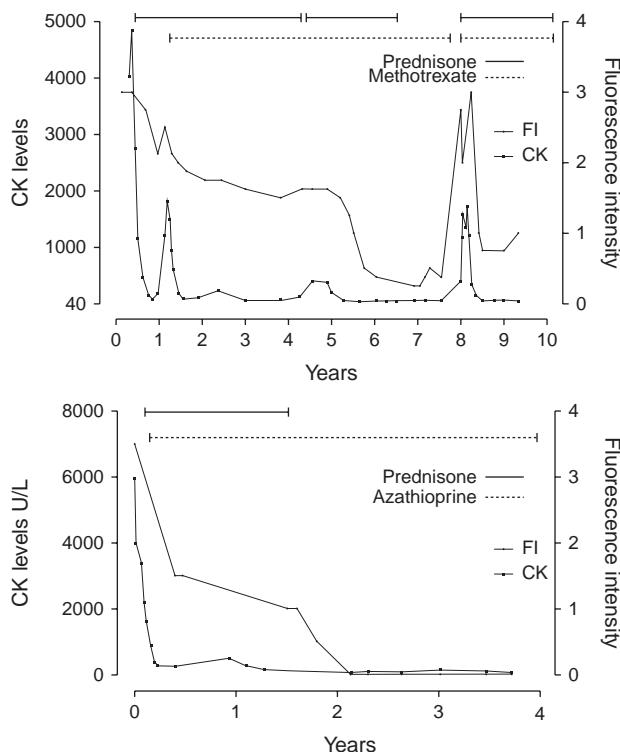 5000
4000
3000
2000
1000
40
CK levels
4
3
2
1
0
Fluorescence intensity
Prednisone
Methotrexate
FI
CK
0 1 2 3 4 5 6 7 8 9 10
Years
8000
6000
4000
2000
0
CK levels U/L
4
3
2
1
0
Fluorescence intensity
Prednisone
Azathioprine
FI
CK
0 1 2 3 4
Years